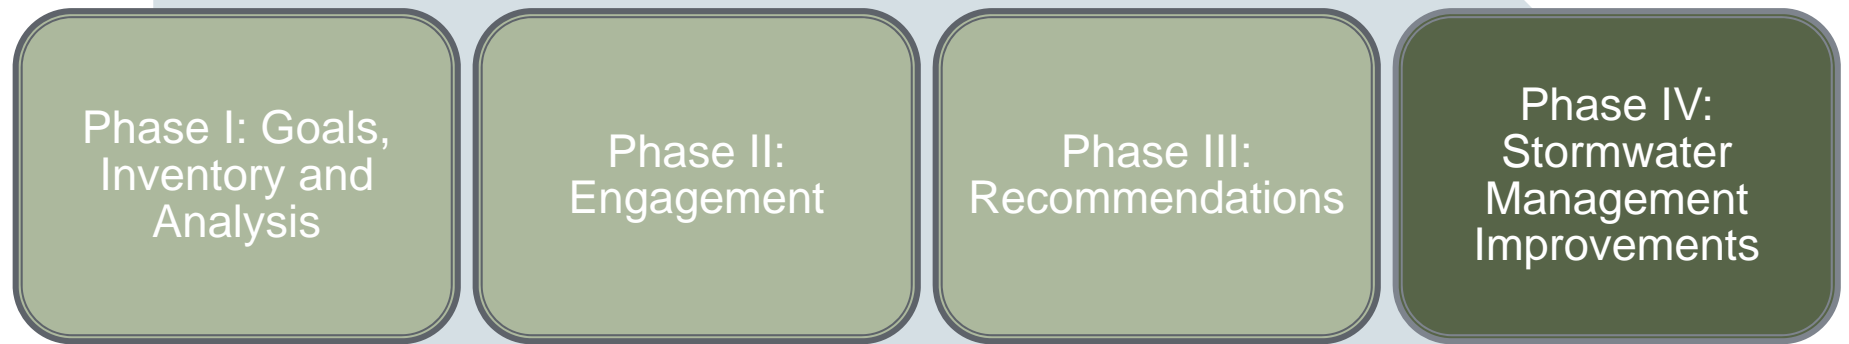 Phase I: Goals,
Inventory and
Analysis
Phase II:
Engagement
Phase III:
Recommendations
Phase IV:
Stormwater
Management
Improvements